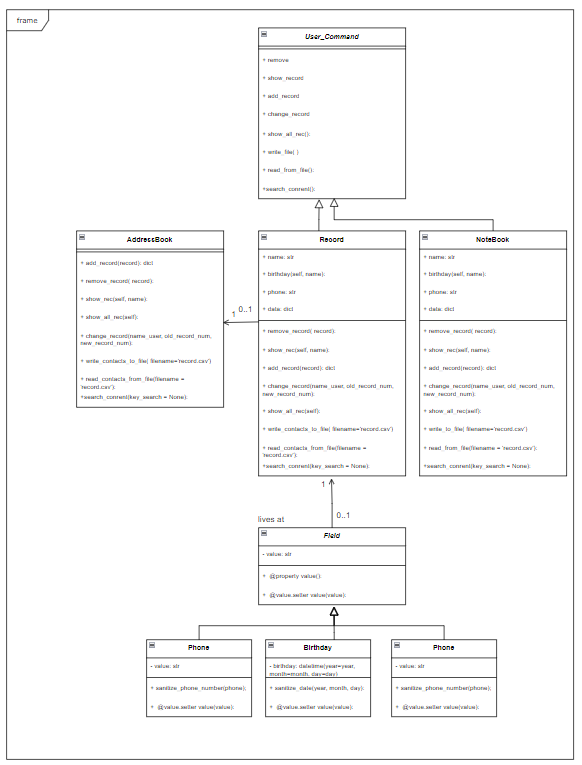 frame
User_Command
+ remove
+ show_record
+ add_record
+ change_record
+ show_all_rec():
+ write_file( )
+ read_from_file():
+search_conrent():
AddressBook
+ add_record(record): dict
+ remove_record( record):
+ show_rec(self, name):
+ show_all_rec(self):
+ change_record(name_user, old_record_num,
new_record_num):
+ write_contacts_to_file( filename='record.csv')
+ read_contacts_from_file(filename =
'record.csv'):
+search_conrent(key_search = None):
1
0..1
Record
+ name: str
+ birthday(self, name):
+ phone: str
+ data: dict
+ remove_record( record):
+ show_rec(self, name):
+ add_record(record): dict
+ change_record(name_user, old_record_num,
new_record_num):
+ show_all_rec(self):
+ write_contacts_to_file( filename='record.csv')
+ read_contacts_from_file(filename =
'record.csv'):
+search_conrent(key_search = None):
NoteBook
+ name: str
+ birthday(self, name):
+ phone: str
+ data: dict
+ remove_record( record):
+ show_rec(self, name):
+ add_record(record): dict
+ change_record(name_user, old_record_num,
new_record_num):
+ show_all_rec(self):
+ write_to_file( filename='record.csv')
+ read_from_file(filename = 'record.csv'):
+search_conrent(key_search = None):
1
0..1
lives at
Field
- value: str
+ @property value():
+ @value.setter value(value):
Phone
- value: str
+ sanitize_phone_number(phone):
+ @value.setter value(value):
Birthday
- birthday: datetime(year=year,
month=month, day=day)
+ sanitize_date(year, month, day):
+ @value.setter value(value):
Phone
- value: str
+ sanitize_phone_number(phone):
+ @value.setter value(value):